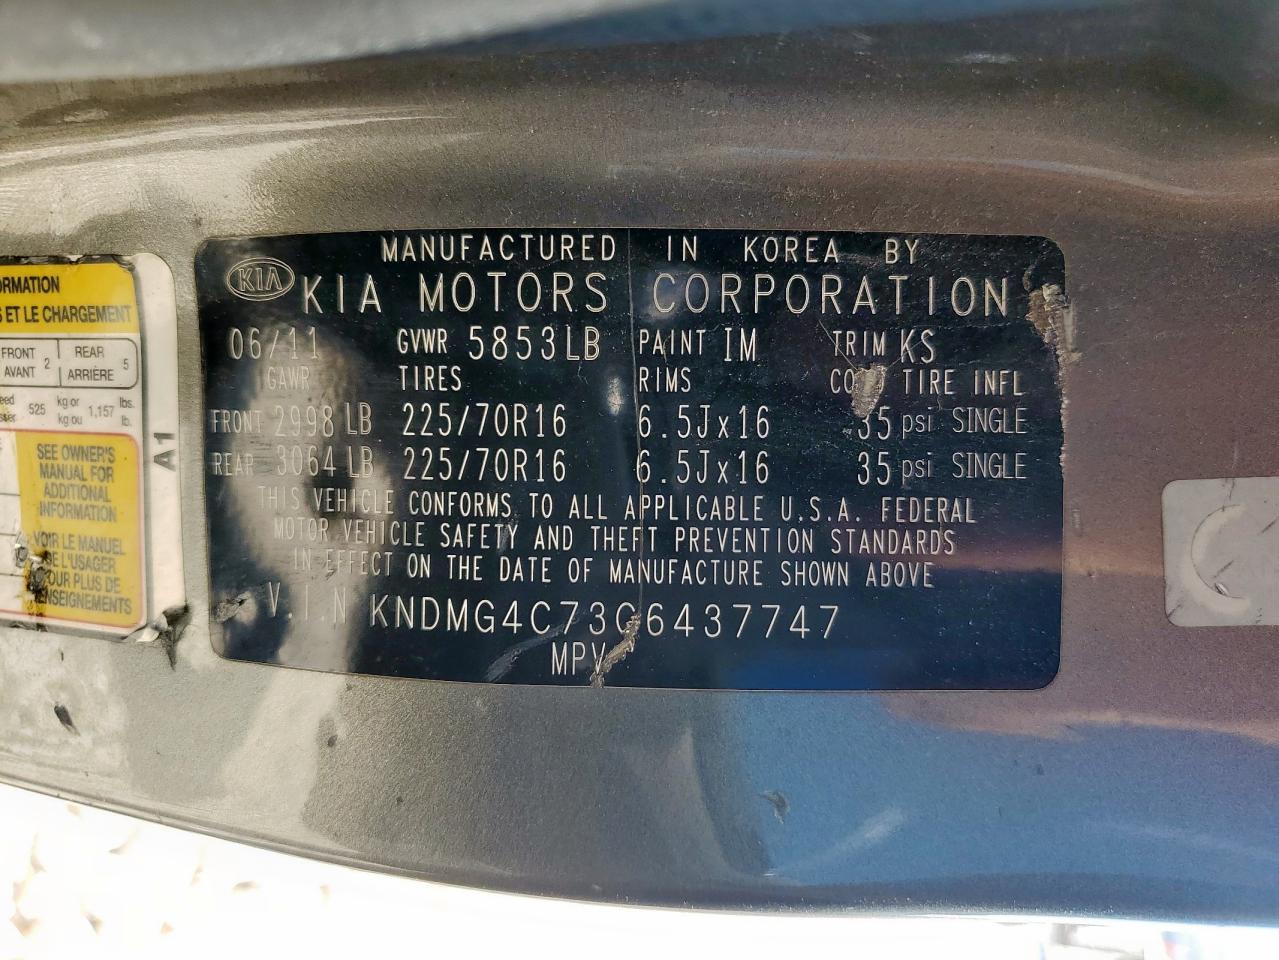 MANUFACTURED IN KOREA BY
KIA KIA MOTORS CORPORATION
06/11 GVWR 5853LB PAINT IM TRIM KS
GAWR TIRES RIMS TIRE INFL
FRONT 2998 LB 225/70R16 6.5Jx16 35 psi SINGLE
REAR 3064 LB 225/70R16 6.5Jx16 35 psi SINGLE
THIS VEHICLE CONFORMS TO ALL APPLICABLE U.S.A. FEDERAL
MOTOR VEHICLE SAFETY AND THEFT PREVENTION STANDARDS
IN EFFECT ON THE DATE OF MANUFACTURE SHOWN ABOVE
V.I.N KNDMG4C73C6437747
MPV
ET LE CHARGEMENT
FRONT 2 REAR 5
AVANT ARRIÈRE
525 kg or 1,157 lbs.
kg ou lb.
SEE OWNER'S
MANUAL FOR
ADDITIONAL
INFORMATION
VOIR LE MANUEL
DE L'USAGER
POUR PLUS DE
RENSEIGNEMENTS
A1